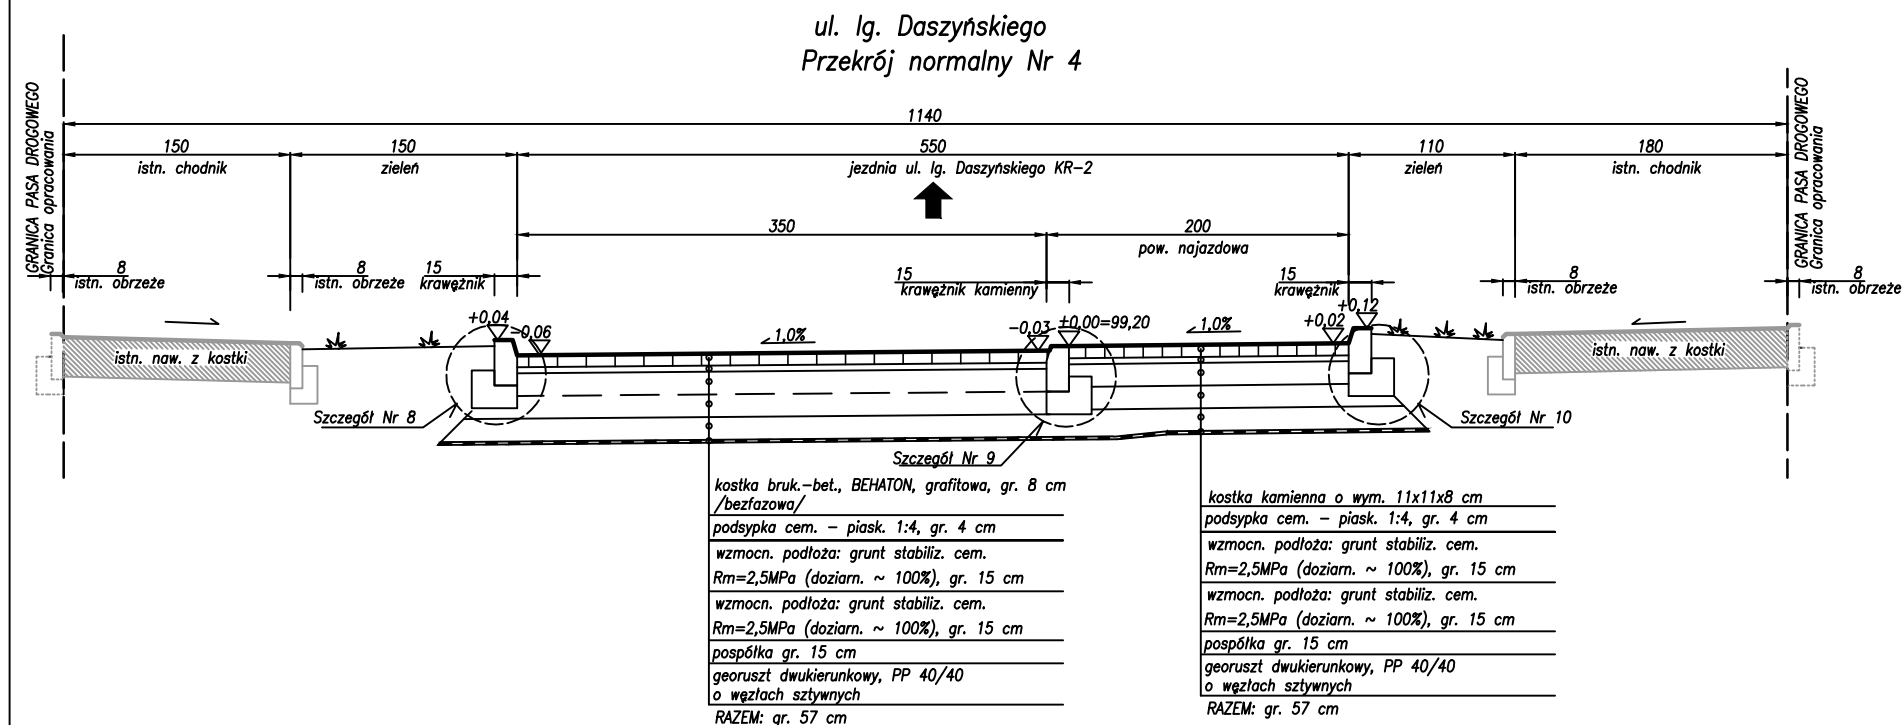 ul. Ig. Daszyńskiego
Przekrój normalny Nr 4
GRANICA PASA DROGOWEGO
Granica opracowania
GRANICA PASA DROGOWEGO
Granica opracowania
1140
150
150
550
110
180
istn. chodnik
zieleń
jezdnia ul. Ig. Daszyńskiego KR-2
zieleń
istn. chodnik
350
200
pow. najazdowa
8
istn. obrzeże
8
istn. obrzeże
15
krawężnik
15
krawężnik kamienny
15
krawężnik
8
istn. obrzeże
8
istn. obrzeże
+0,04
-0,06
1,0%
-0,03
±0,00=99,20
1,0%
+0,02
+0,12
istn. naw. z kostki
istn. naw. z kostki
Szczegół Nr 8
Szczegół Nr 9
Szczegół Nr 10
kostka bruk.-bet., BEHATON, grafitowa, gr. 8 cm
/bezfazowa/
podsypka cem. - piask. 1:4, gr. 4 cm
wzmocn. podłoża: grunt stabiliz. cem.
Rm=2,5MPa (doziarn. ~ 100%), gr. 15 cm
wzmocn. podłoża: grunt stabiliz. cem.
Rm=2,5MPa (doziarn. ~ 100%), gr. 15 cm
pospółka gr. 15 cm
georuszt dwukierunkowy, PP 40/40
o węzłach sztywnych
RAZEM: gr. 57 cm
kostka kamienna o wym. 11x11x8 cm
podsypka cem. - piask. 1:4, gr. 4 cm
wzmocn. podłoża: grunt stabiliz. cem.
Rm=2,5MPa (doziarn. ~ 100%), gr. 15 cm
wzmocn. podłoża: grunt stabiliz. cem.
Rm=2,5MPa (doziarn. ~ 100%), gr. 15 cm
pospółka gr. 15 cm
georuszt dwukierunkowy, PP 40/40
o węzłach sztywnych
RAZEM: gr. 57 cm